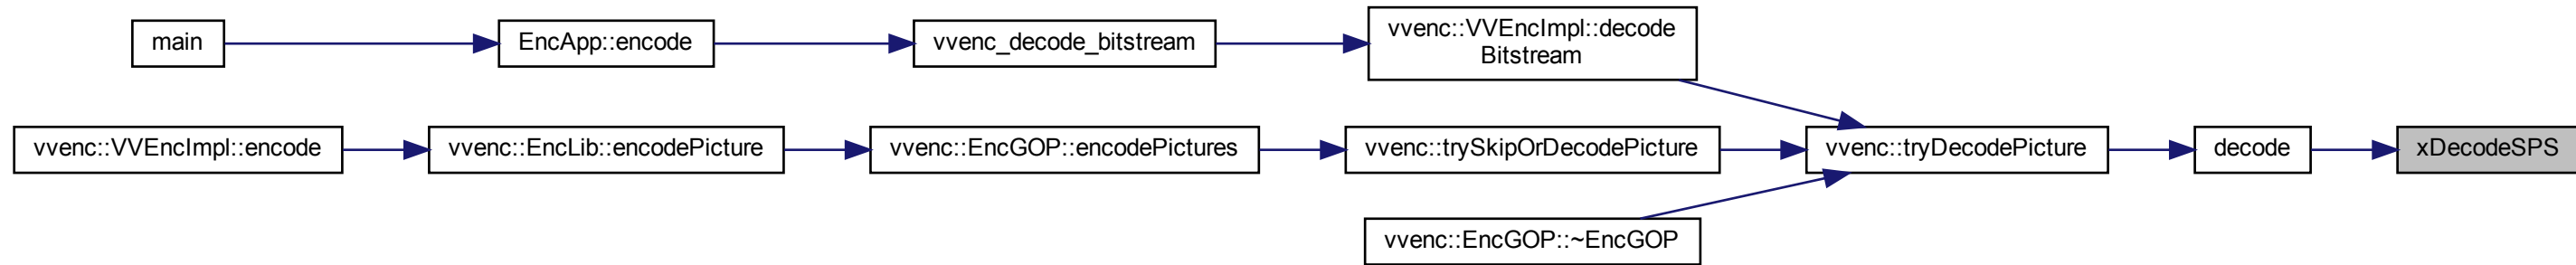 main
EncApp::encode
vvenc_decode_bitstream
vvenc::VVEncImpl::decode
Bitstream
vvenc::VVEncImpl::encode
vvenc::EncLib::encodePicture
vvenc::EncGOP::encodePictures
vvenc::trySkipOrDecodePicture
vvenc::tryDecodePicture
decode
xDecodeSPS
vvenc::EncGOP::~EncGOP